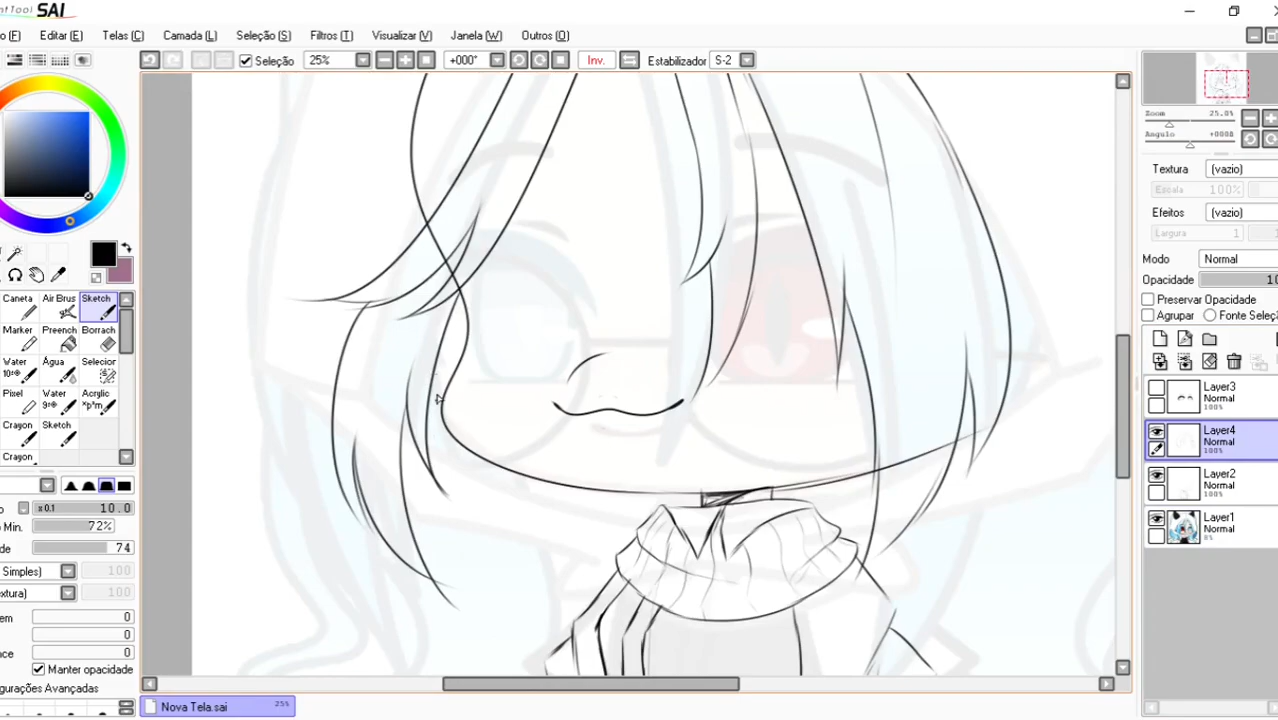 ntTool SAI
o (F) Editar (E) Telas (C) Camada (L) Seleção (S) Filtros (T) Visualizar (V) Janela (W) Outros (O)
Seleção 25% +000° Inv. Estabilizador S-2
Zoom 25.0%
Angulo +000Ⱥ
Textura (vazio)
Escala 100%
Efeitos (vazio)
Largura 1
Modo Normal
Opacidade 10
Preservar Opacidade
Agrupar Fonte Seleç
Caneta Air Brus Sketch
Marker Preench Borrach
Water Água Selecior
Pixel Water Acrylic
Crayon Sketch
Crayon
x 0.1 10.0
Min. 72%
de 74
Simples) 100
xtura) 100
em 0
0
nce 0
Manter opacidade
gurações Avançadas
Layer3
Normal
100%
Layer4
Normal
100%
Layer2
Normal
100%
Layer1
Normal
8%
Nova Tela.sai 25%